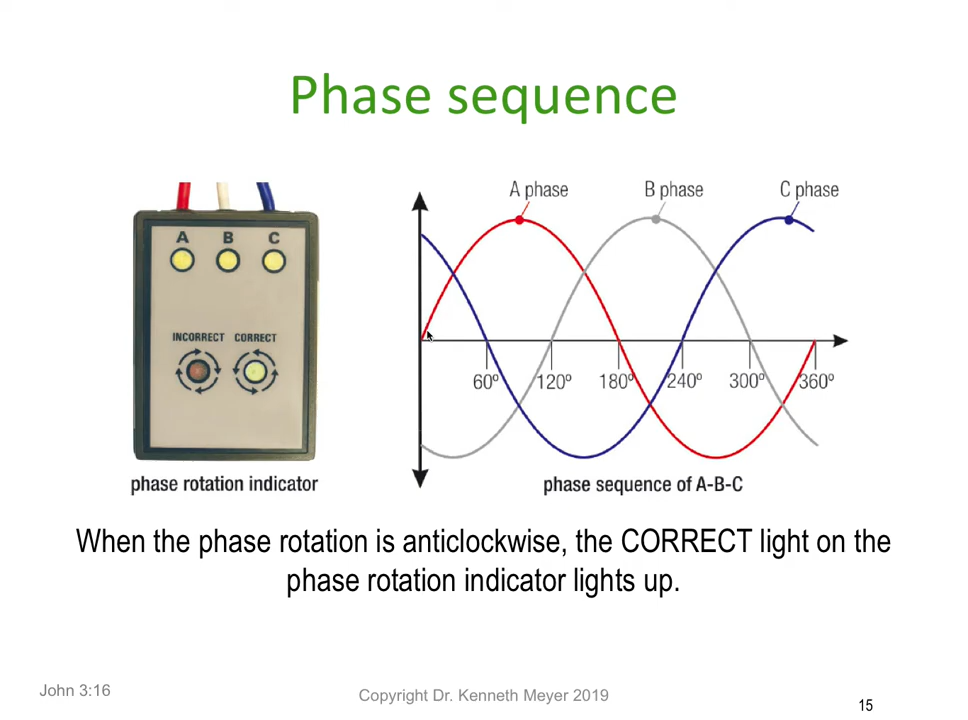 Phase sequence
A B C
INCORRECT CORRECT
phase rotation indicator
A phase B phase C phase
60º 120º 180º 240º 300º 360º
phase sequence of A-B-C
When the phase rotation is anticlockwise, the CORRECT light on the
phase rotation indicator lights up.
John 3:16
Copyright Dr. Kenneth Meyer 2019
15